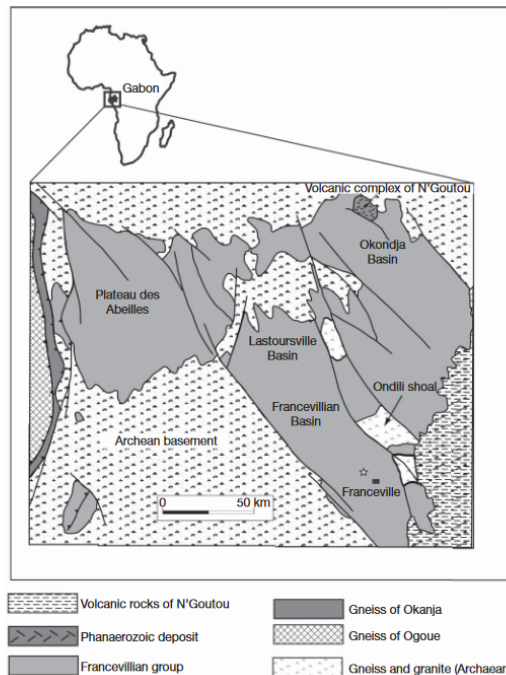 Gabon
Volcanic complex of N'Goutou
Okondja
Basin
Plateau des
Abeilles
Lastoursville
Basin
Ondili shoal
Francevillian
Basin
Archean basement
Franceville
0 50 km
Volcanic rocks of N'Goutou
Gneiss of Okanja
Phanaerozoic deposit
Gneiss of Ogoue
Francevillian group
Gneiss and granite (Archaean